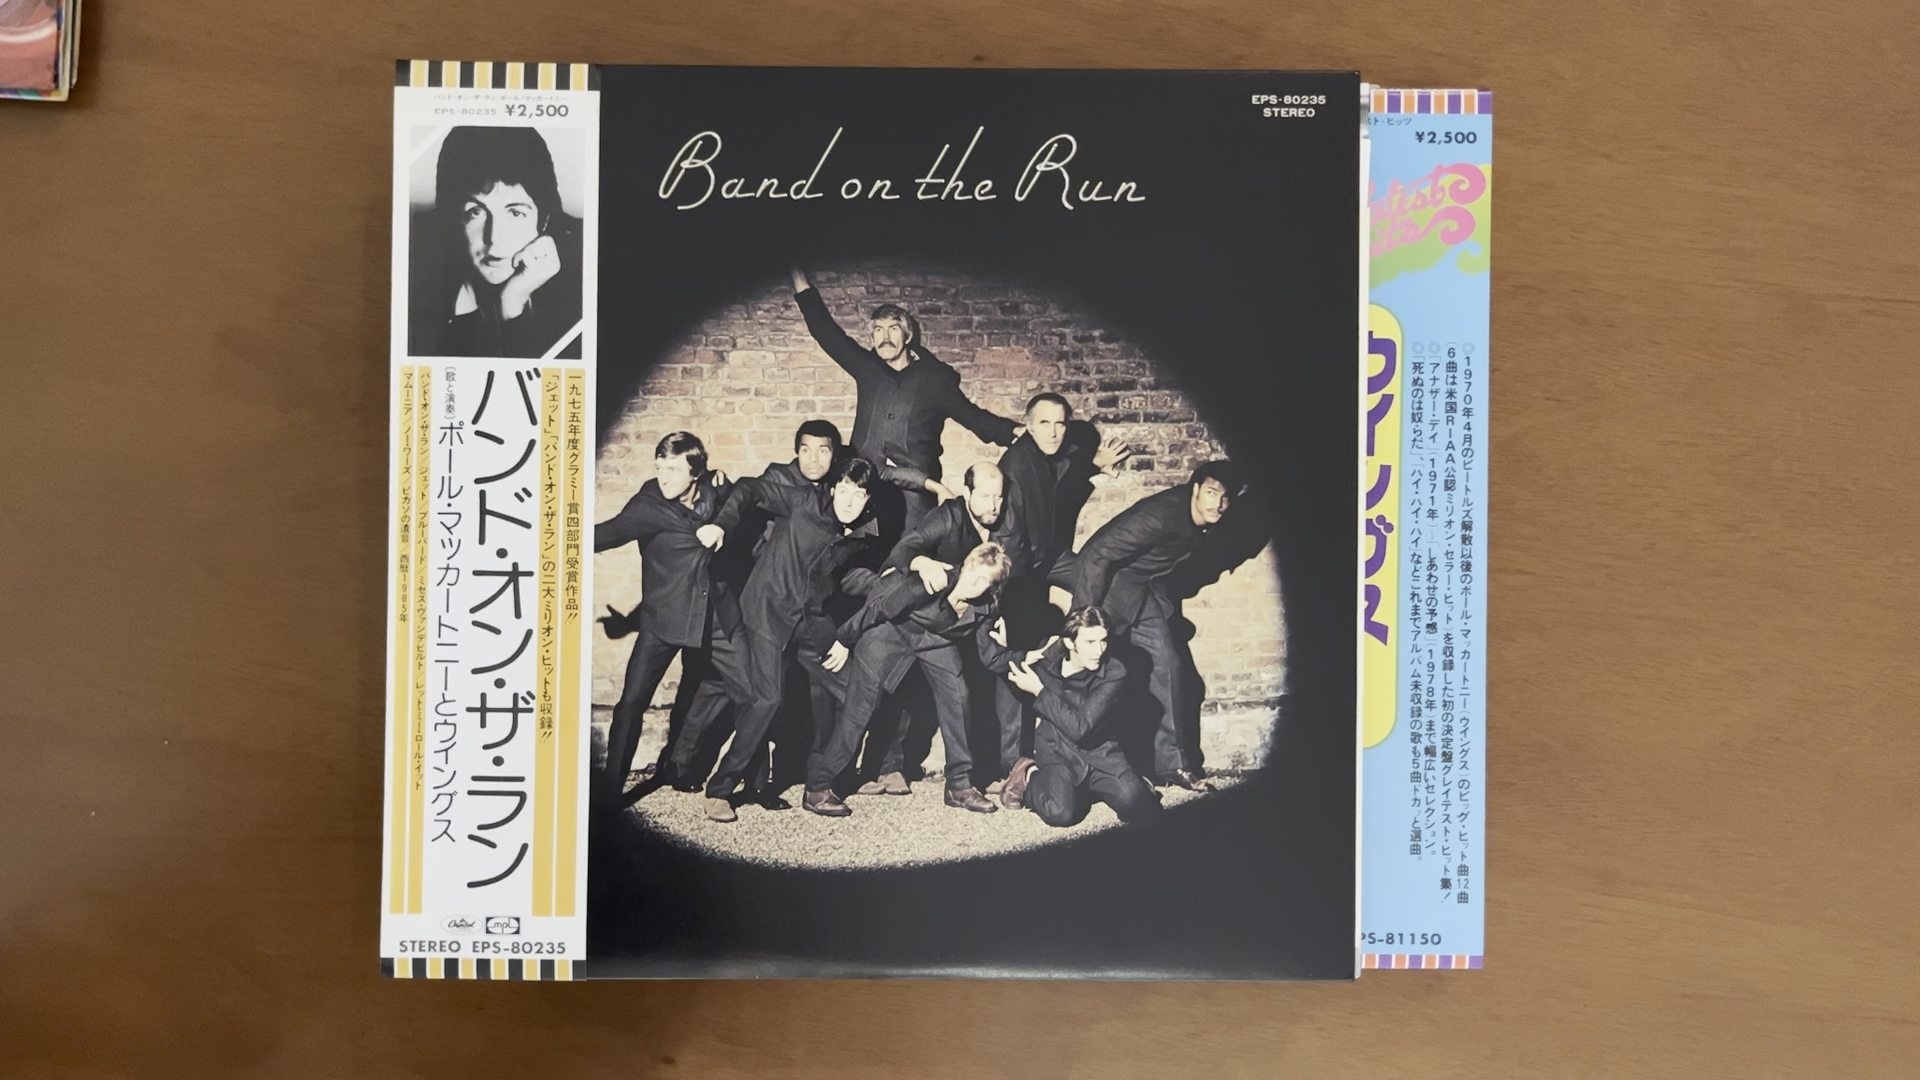 バンド・オン・ザ・ラン/ポール・マッカートニー
EPS-80235 ¥2,500
一九七五年度グラミー賞四部門受賞作品!!
「ジェット」「バンド・オン・ザ・ラン」の二大ミリオン・ヒットも収録!!
バンド・オン・ザ・ラン
〔歌と演奏〕ポール・マッカートニーとウイングス
バンド・オン・ザ・ラン/ジェット/ブルーバード/ミセス・ヴァンデビルト/レット・ミー・ロール・イット
マムーニア/ノー・ワーズ/ピカソの遺言/西暦1985年
Capitol
mpl
STEREO EPS-80235
EPS-80235
STEREO
Band on the Run
スト・ヒッツ
¥2,500
ウイングス
◎1970年4月のビートルズ解散以後のポール・マッカートニー(ウイングス)のビッグ・ヒット曲12曲
(6曲は米国RIAA公認ミリオン・セラー・ヒット)を収録した初の決定盤グレイテスト・ヒット集!
◎「アナザー・デイ」(1971年)―「しあわせの予感」(1978年)まで幅広いセレクション。
◎「死ぬのは奴らだ」、「ハイ・ハイ・ハイ」などこれまでアルバム未収録の歌も5曲ドカッと選曲。
PS-81150